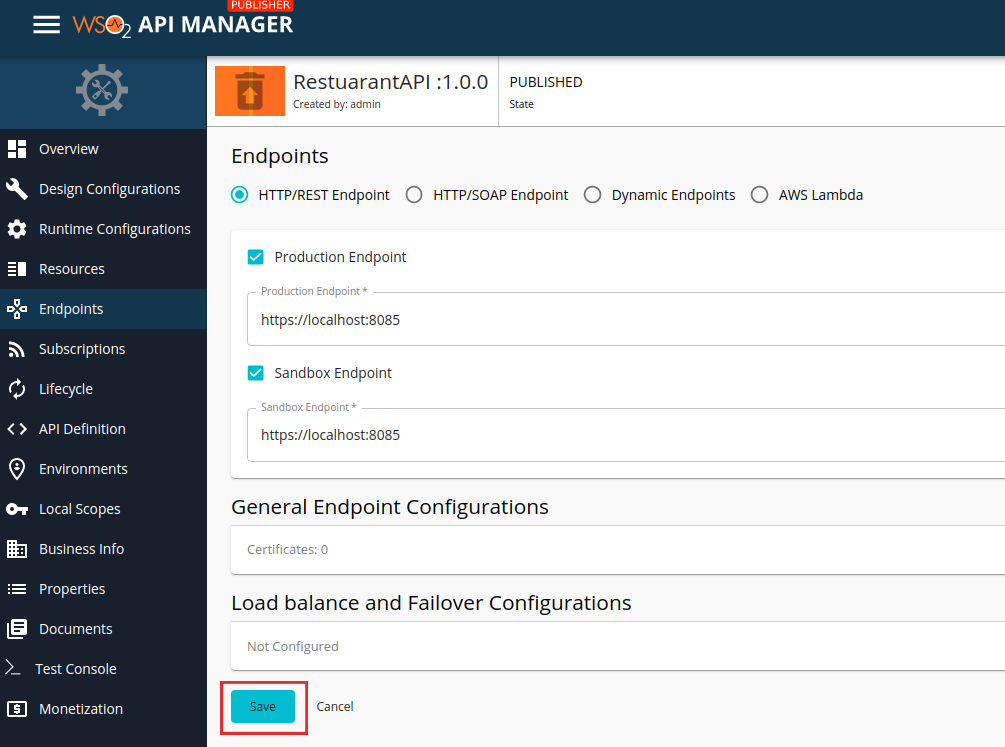 PUBLISHER
WSO2 API MANAGER
RestuarantAPI :1.0.0
Created by: admin
PUBLISHED
State
Overview
Design Configurations
Runtime Configurations
Resources
Endpoints
Subscriptions
Lifecycle
API Definition
Environments
Local Scopes
Business Info
Properties
Documents
Test Console
Monetization
Endpoints
HTTP/REST Endpoint HTTP/SOAP Endpoint Dynamic Endpoints AWS Lambda
Production Endpoint
Production Endpoint *
https://localhost:8085
Sandbox Endpoint
Sandbox Endpoint *
https://localhost:8085
General Endpoint Configurations
Certificates: 0
Load balance and Failover Configurations
Not Configured
Save Cancel